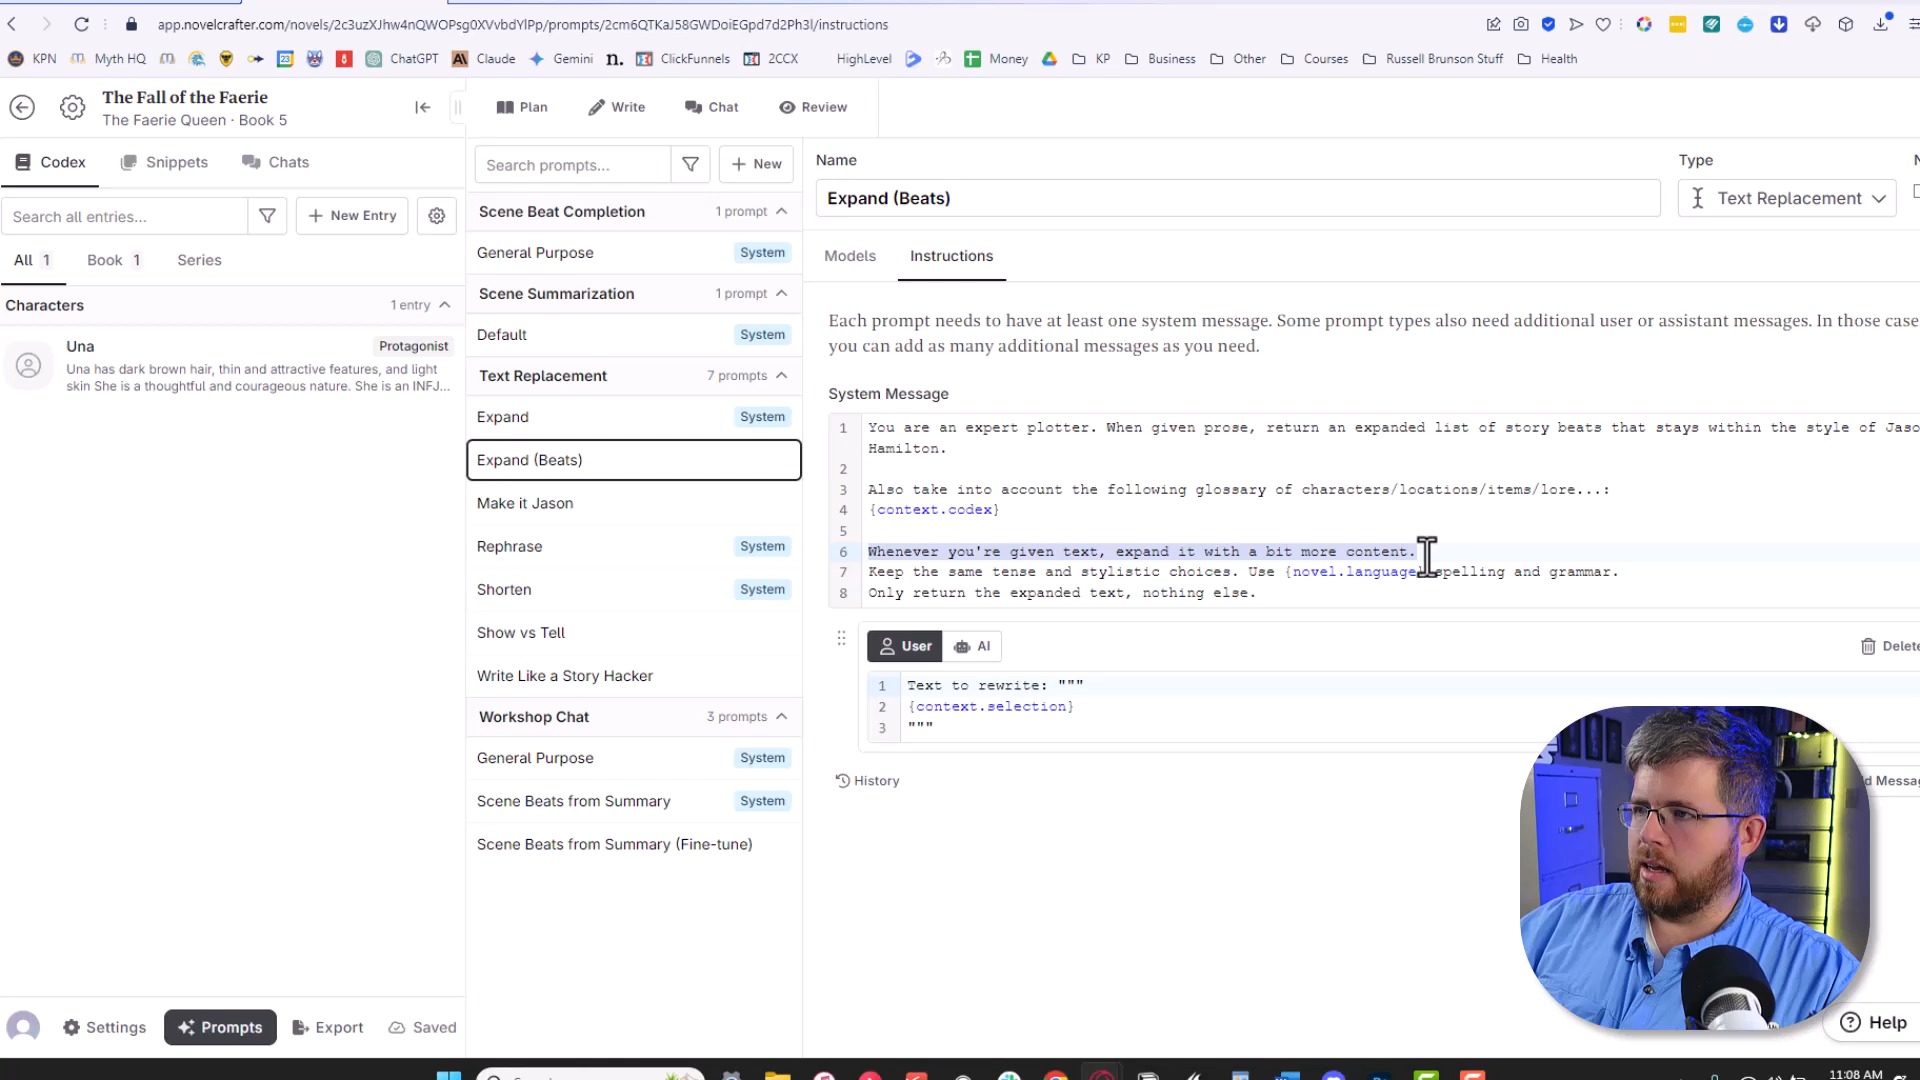 app.novelcrafter.com/novels/2c3uzXJhw4nQWOPsg0XVvbdYlPp/prompts/2cm6QTKaJ58GWDoiEGpd7d2Ph3l/instructions
KPN Myth HQ ChatGPT Claude Gemini n. ClickFunnels 2CCX HighLevel Money KP Business Other Courses Russell Brunson Stuff Health
The Fall of the Faerie
The Faerie Queen · Book 5
Plan Write Chat Review
Codex Snippets Chats
Search all entries...
New Entry
All 1 Book 1 Series
Characters 1 entry
Una Protagonist
Una has dark brown hair, thin and attractive features, and light
skin She is a thoughtful and courageous nature. She is an INFJ...
Settings Prompts Export Saved
Search prompts...
New
Scene Beat Completion 1 prompt
General Purpose System
Scene Summarization 1 prompt
Default System
Text Replacement 7 prompts
Expand System
Expand (Beats)
Make it Jason
Rephrase System
Shorten System
Show vs Tell
Write Like a Story Hacker
Workshop Chat 3 prompts
General Purpose System
Scene Beats from Summary System
Scene Beats from Summary (Fine-tune)
Name
Expand (Beats)
Type
Text Replacement
Models Instructions
Each prompt needs to have at least one system message. Some prompt types also need additional user or assistant messages. In those case
you can add as many additional messages as you need.
System Message
1 You are an expert plotter. When given prose, return an expanded list of story beats that stays within the style of Jaso
Hamilton.
2
3 Also take into account the following glossary of characters/locations/items/lore...:
4 {context.codex}
5
6 Whenever you're given text, expand it with a bit more content.
7 Keep the same tense and stylistic choices. Use {novel.language} spelling and grammar.
8 Only return the expanded text, nothing else.
User AI
Delete
1 Text to rewrite: """
2 {context.selection}
3 """
History
d Messag
Help
11:08 AM